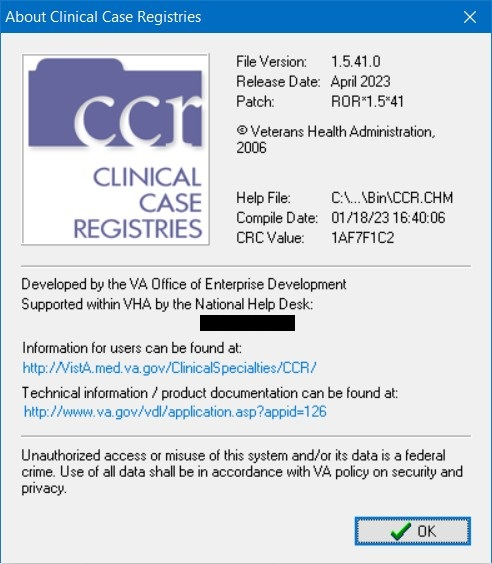 About Clinical Case Registries
ccr
CLINICAL
CASE
REGISTRIES
File Version: 1.5.41.0
Release Date: April 2023
Patch: ROR*1.5*41
© Veterans Health Administration,
2006
Help File: C:\...\Bin\CCR.CHM
Compile Date: 01/18/23 16:40:06
CRC Value: 1AF7F1C2
Developed by the VA Office of Enterprise Development
Supported within VHA by the National Help Desk:
Information for users can be found at:
http://VistA.med.va.gov/ClinicalSpecialties/CCR/
Technical information / product documentation can be found at:
http://www.va.gov/vdl/application.asp?appid=126
Unauthorized access or misuse of this system and/or its data is a federal
crime. Use of all data shall be in accordance with VA policy on security and
privacy.
OK